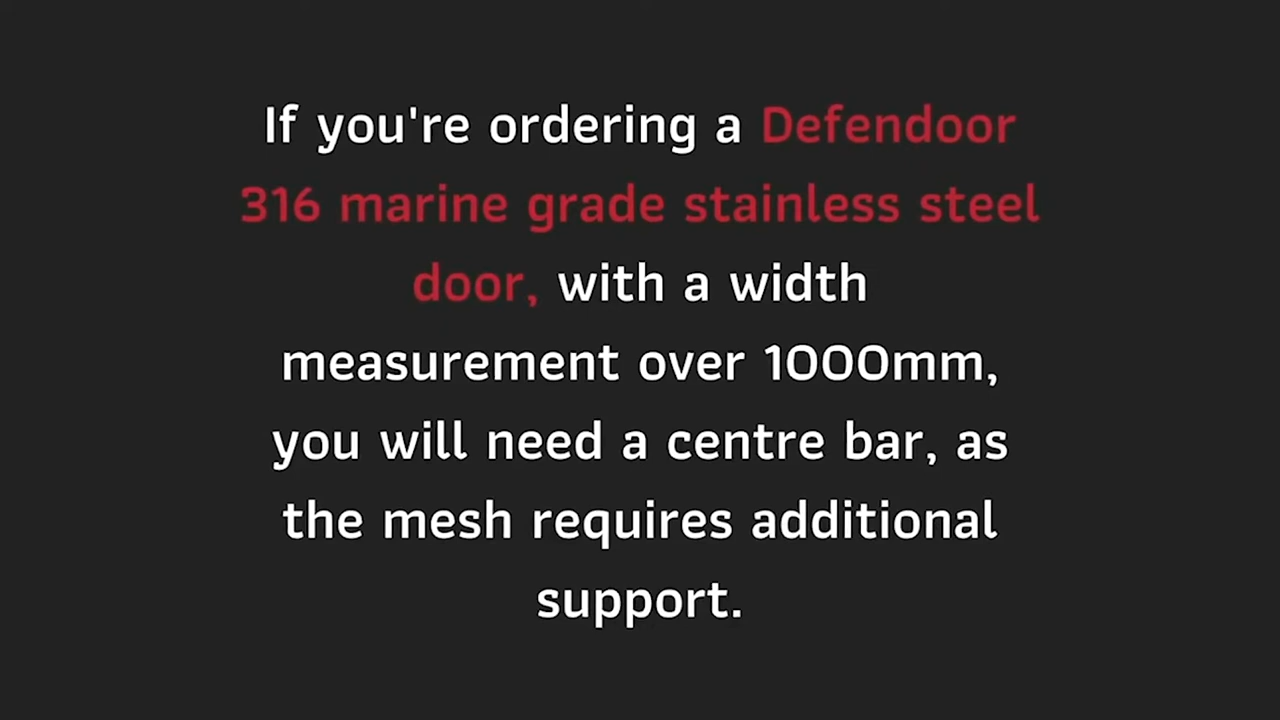 If you're ordering a Defendoor
316 marine grade stainless steel
door, with a width
measurement over 1000mm,
you will need a centre bar, as
the mesh requires additional
support.